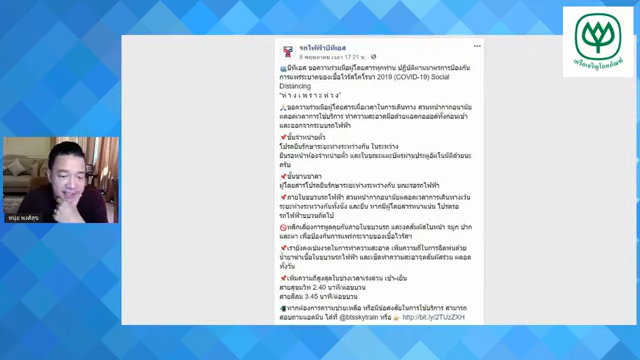 รถไฟฟ้าบีทีเอส
6 พฤษภาคม เวลา 17:21 น.
บีทีเอส ขอความร่วมมือผู้โดยสารทุกท่าน ปฏิบัติตามมาตรการป้องกัน
การแพร่ระบาดของเชื้อไวรัสโคโรนา 2019 (COVID-19) Social
Distancing
"ห่างเพราะห่วง"
ขอความร่วมมือผู้โดยสารเผื่อเวลาในการเดินทาง สวมหน้ากากอนามัย
ตลอดเวลาการใช้บริการ ทำความสะอาดมือด้วยแอลกอฮอล์ทั้งก่อนเข้า
และออกจากระบบรถไฟฟ้า
ชั้นจำหน่ายตั๋ว
โปรดยืนรักษาระยะห่างระหว่างกัน ในระหว่าง
ยืนรอหน้าห้องจำหน่ายตั๋ว และในขณะแตะบัตรผ่านประตูอัตโนมัติด้วยนะ
ครับ
ชั้นชานชาลา
ผู้โดยสารโปรดยืนรักษาระยะห่างระหว่างกัน ขณะรอรถไฟฟ้า
ภายในขบวนรถไฟฟ้า สวมหน้ากากอนามัยตลอดเวลาการเดินทางเว้น
ระยะห่างระหว่างกันทั้งนั่ง และยืน หากมีผู้โดยสารหนาแน่น โปรดรอ
รถไฟฟ้าขบวนถัดไป
หลีกเลี่ยงการพูดคุยกันภายในขบวนรถ และงดสัมผัสใบหน้า จมูก ปาก
และตา เพื่อป้องกันการแพร่กระจายของเชื้อไวรัสฯ
เรายังคงเข้มงวดในการทำความสะอาด เพิ่มความถี่ในการฉีดพ่นด้วย
น้ำยาฆ่าเชื้อในขบวนรถไฟฟ้า และเช็ดทำความสะอาดจุดสัมผัสร่วม ตลอด
ทั้งวัน
เพิ่มความถี่สูงสุดในช่วงเวลาเร่งด่วน เช้า-เย็น
สายสุขุมวิท 2.40 นาที/ต่อขบวน
สายสีลม 3.45 นาที/ต่อขบวน
หากต้องการความช่วยเหลือ หรือมีข้อสงสัยในการใช้บริการ สามารถ
สอบถามแอดมิน ได้ที่ @btsskytrain หรือ http://bit.ly/2TUzZXH
เครือเจริญโภคภัณฑ์
หนุ่ย พงศ์สุข